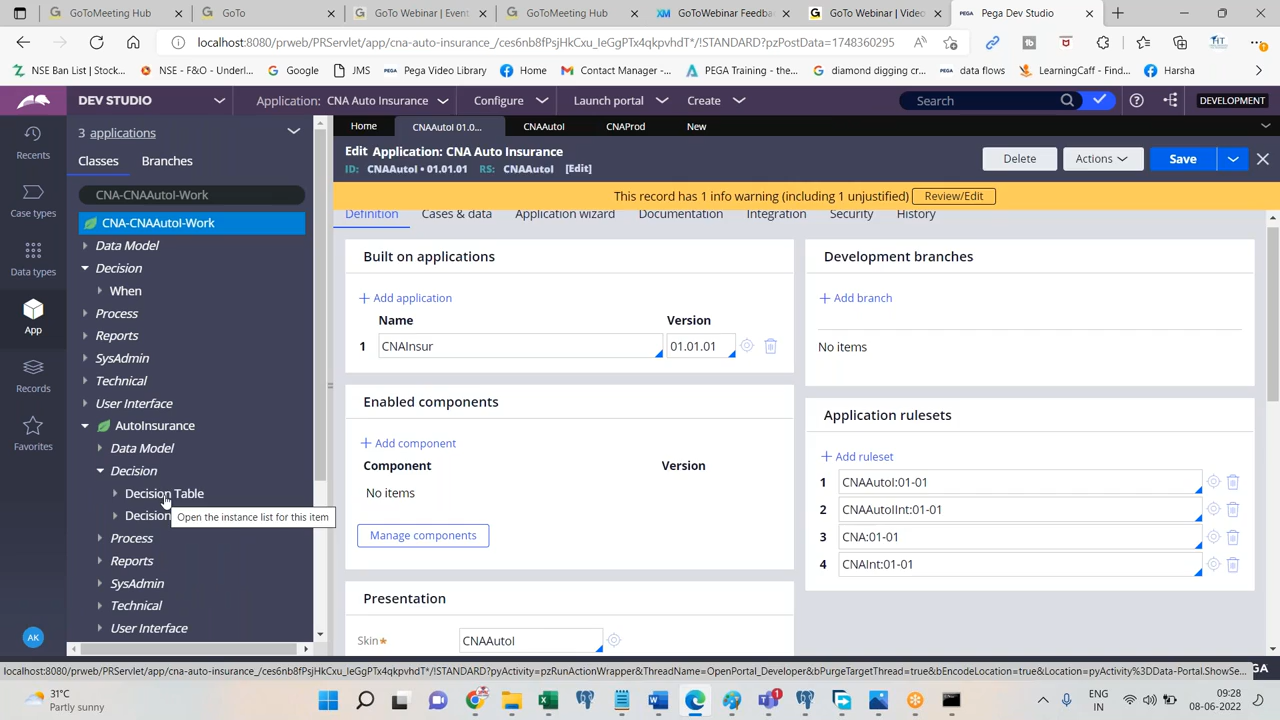 GoToMeeting Hub
GoTo
GoTo Webinar | Event
GoToMeeting Hub
GoToWebinar Feedbac
GoTo Webinar | Video
Pega Dev Studio
localhost:8080/prweb/PRServlet/app/cna-auto-insurance_/ces6nb8fPsjHkCxu_IeGgPTx4qkpvhdT*/!STANDARD?pzPostData=1748360295
NSE Ban List | Stock...
NSE - F&O - Underl...
Google
JMS
Pega Video Library
Home
Contact Manager -...
PEGA Training - the...
diamond digging cr...
data flows
LearningCaff - Find...
Harsha
DEV STUDIO
Application: CNA Auto Insurance
Configure
Launch portal
Create
Search
DEVELOPMENT
Recents
Case types
Data types
App
Records
Favorites
AK
3 applications
Classes
Branches
CNA-CNAAutoI-Work
CNA-CNAAutoI-Work
Data Model
Decision
When
Process
Reports
SysAdmin
Technical
User Interface
AutoInsurance
Data Model
Decision
Decision Table
Decision
Open the instance list for this item
Process
Reports
SysAdmin
Technical
User Interface
Home
CNAAutoI 01.0...
CNAAutoI
CNAProd
New
Edit Application: CNA Auto Insurance
ID: CNAAutoI • 01.01.01 RS: CNAAutoI [Edit]
Delete
Actions
Save
This record has 1 info warning (including 1 unjustified)
Review/Edit
Definition
Cases & data
Application wizard
Documentation
Integration
Security
History
Built on applications
Add application
Name
Version
1 CNAInsur 01.01.01
Enabled components
Add component
Component
Version
No items
Manage components
Presentation
Skin★ CNAAutoI
Development branches
Add branch
No items
Application rulesets
Add ruleset
1 CNAAutoI:01-01
2 CNAAutoIInt:01-01
3 CNA:01-01
4 CNAInt:01-01
localhost:8080/prweb/PRServlet/app/cna-auto-insurance_/ces6nb8fPsjHkCxu_IeGgPTx4qkpvhdT*/!STANDARD?pyActivity=pzRunActionWrapper&ThreadName=OpenPortal_Developer&bPurgeTargetThread=true&bEncodeLocation=true&Location=pyActivity%3DData-Portal.ShowSe...
GA
31°C
Partly sunny
1
ENG
IN
09:28
08-06-2022